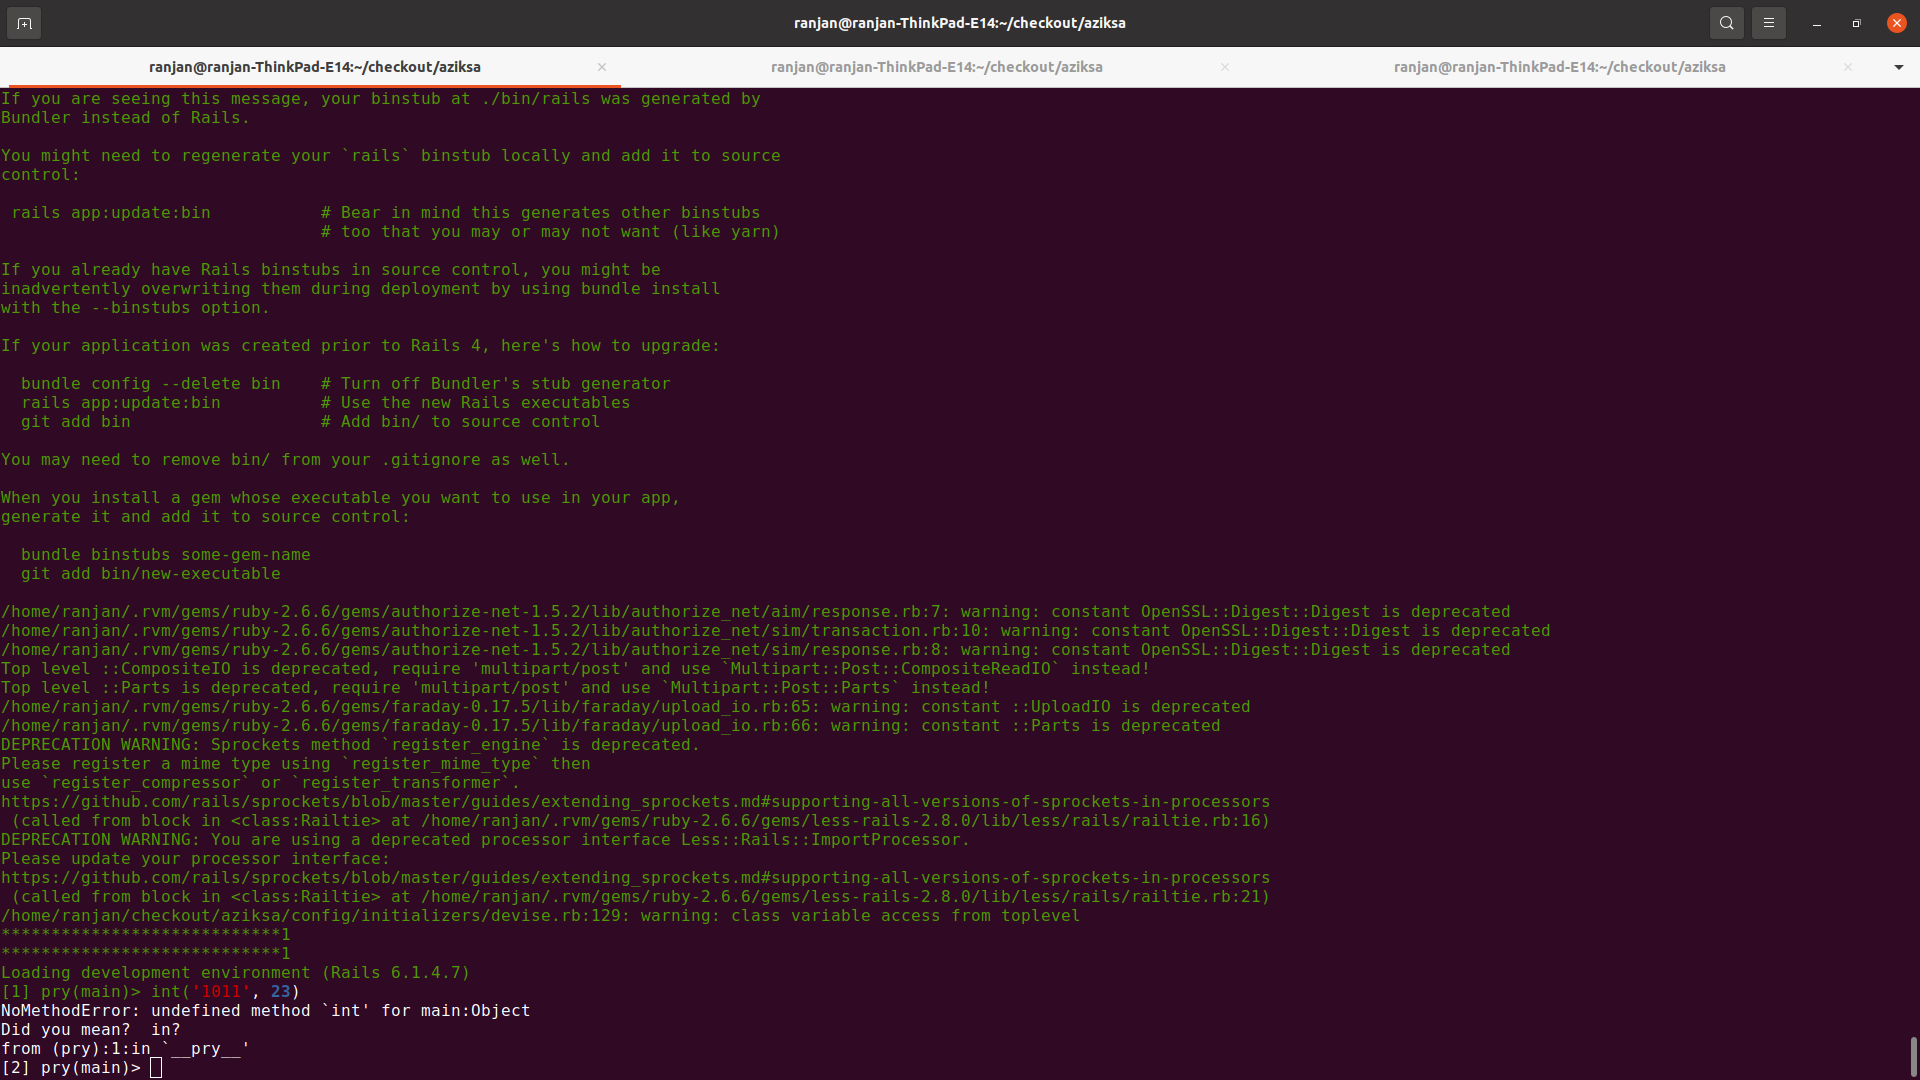 ranjan@ranjan-ThinkPad-E14:~/checkout/aziksa
ranjan@ranjan-ThinkPad-E14:~/checkout/aziksa
ranjan@ranjan-ThinkPad-E14:~/checkout/aziksa
ranjan@ranjan-ThinkPad-E14:~/checkout/aziksa
If you are seeing this message, your binstub at ./bin/rails was generated by
Bundler instead of Rails.
You might need to regenerate your `rails` binstub locally and add it to source
control:
rails app:update:bin # Bear in mind this generates other binstubs
# too that you may or may not want (like yarn)
If you already have Rails binstubs in source control, you might be
inadvertently overwriting them during deployment by using bundle install
with the --binstubs option.
If your application was created prior to Rails 4, here's how to upgrade:
bundle config --delete bin # Turn off Bundler's stub generator
rails app:update:bin # Use the new Rails executables
git add bin # Add bin/ to source control
You may need to remove bin/ from your .gitignore as well.
When you install a gem whose executable you want to use in your app,
generate it and add it to source control:
bundle binstubs some-gem-name
git add bin/new-executable
/home/ranjan/.rvm/gems/ruby-2.6.6/gems/authorize-net-1.5.2/lib/authorize_net/aim/response.rb:7: warning: constant OpenSSL::Digest::Digest is deprecated
/home/ranjan/.rvm/gems/ruby-2.6.6/gems/authorize-net-1.5.2/lib/authorize_net/sim/transaction.rb:10: warning: constant OpenSSL::Digest::Digest is deprecated
/home/ranjan/.rvm/gems/ruby-2.6.6/gems/authorize-net-1.5.2/lib/authorize_net/sim/response.rb:8: warning: constant OpenSSL::Digest::Digest is deprecated
Top level ::CompositeIO is deprecated, require 'multipart/post' and use `Multipart::Post::CompositeReadIO` instead!
Top level ::Parts is deprecated, require 'multipart/post' and use `Multipart::Post::Parts` instead!
/home/ranjan/.rvm/gems/ruby-2.6.6/gems/faraday-0.17.5/lib/faraday/upload_io.rb:65: warning: constant ::UploadIO is deprecated
/home/ranjan/.rvm/gems/ruby-2.6.6/gems/faraday-0.17.5/lib/faraday/upload_io.rb:66: warning: constant ::Parts is deprecated
DEPRECATION WARNING: Sprockets method `register_engine` is deprecated.
Please register a mime type using `register_mime_type` then
use `register_compressor` or `register_transformer`.
https://github.com/rails/sprockets/blob/master/guides/extending_sprockets.md#supporting-all-versions-of-sprockets-in-processors
(called from block in <class:Railtie> at /home/ranjan/.rvm/gems/ruby-2.6.6/gems/less-rails-2.8.0/lib/less/rails/railtie.rb:16)
DEPRECATION WARNING: You are using a deprecated processor interface Less::Rails::ImportProcessor.
Please update your processor interface:
https://github.com/rails/sprockets/blob/master/guides/extending_sprockets.md#supporting-all-versions-of-sprockets-in-processors
(called from block in <class:Railtie> at /home/ranjan/.rvm/gems/ruby-2.6.6/gems/less-rails-2.8.0/lib/less/rails/railtie.rb:21)
/home/ranjan/checkout/aziksa/config/initializers/devise.rb:129: warning: class variable access from toplevel
****************************1
****************************1
Loading development environment (Rails 6.1.4.7)
[1] pry(main)> int('1011', 23)
NoMethodError: undefined method `int' for main:Object
Did you mean?  in?
from (pry):1:in `__pry__'
[2] pry(main)>